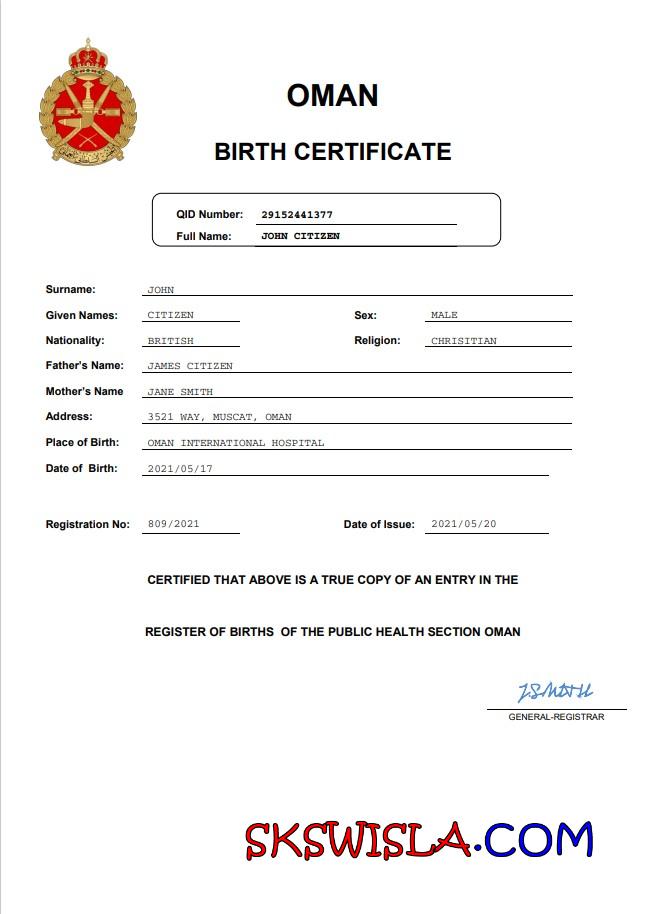 OMAN
BIRTH CERTIFICATE
QID Number: 29152441377
Full Name: JOHN CITIZEN
Surname: JOHN
Given Names: CITIZEN Sex: MALE
Nationality: BRITISH Religion: CHRISITIAN
Father's Name: JAMES CITIZEN
Mother's Name JANE SMITH
Address: 3521 WAY, MUSCAT, OMAN
Place of Birth: OMAN INTERNATIONAL HOSPITAL
Date of Birth: 2021/05/17
Registration No: 809/2021 Date of Issue: 2021/05/20
CERTIFIED THAT ABOVE IS A TRUE COPY OF AN ENTRY IN THE
REGISTER OF BIRTHS OF THE PUBLIC HEALTH SECTION OMAN
J.SMITH
GENERAL-REGISTRAR
SKSWISLA.COM